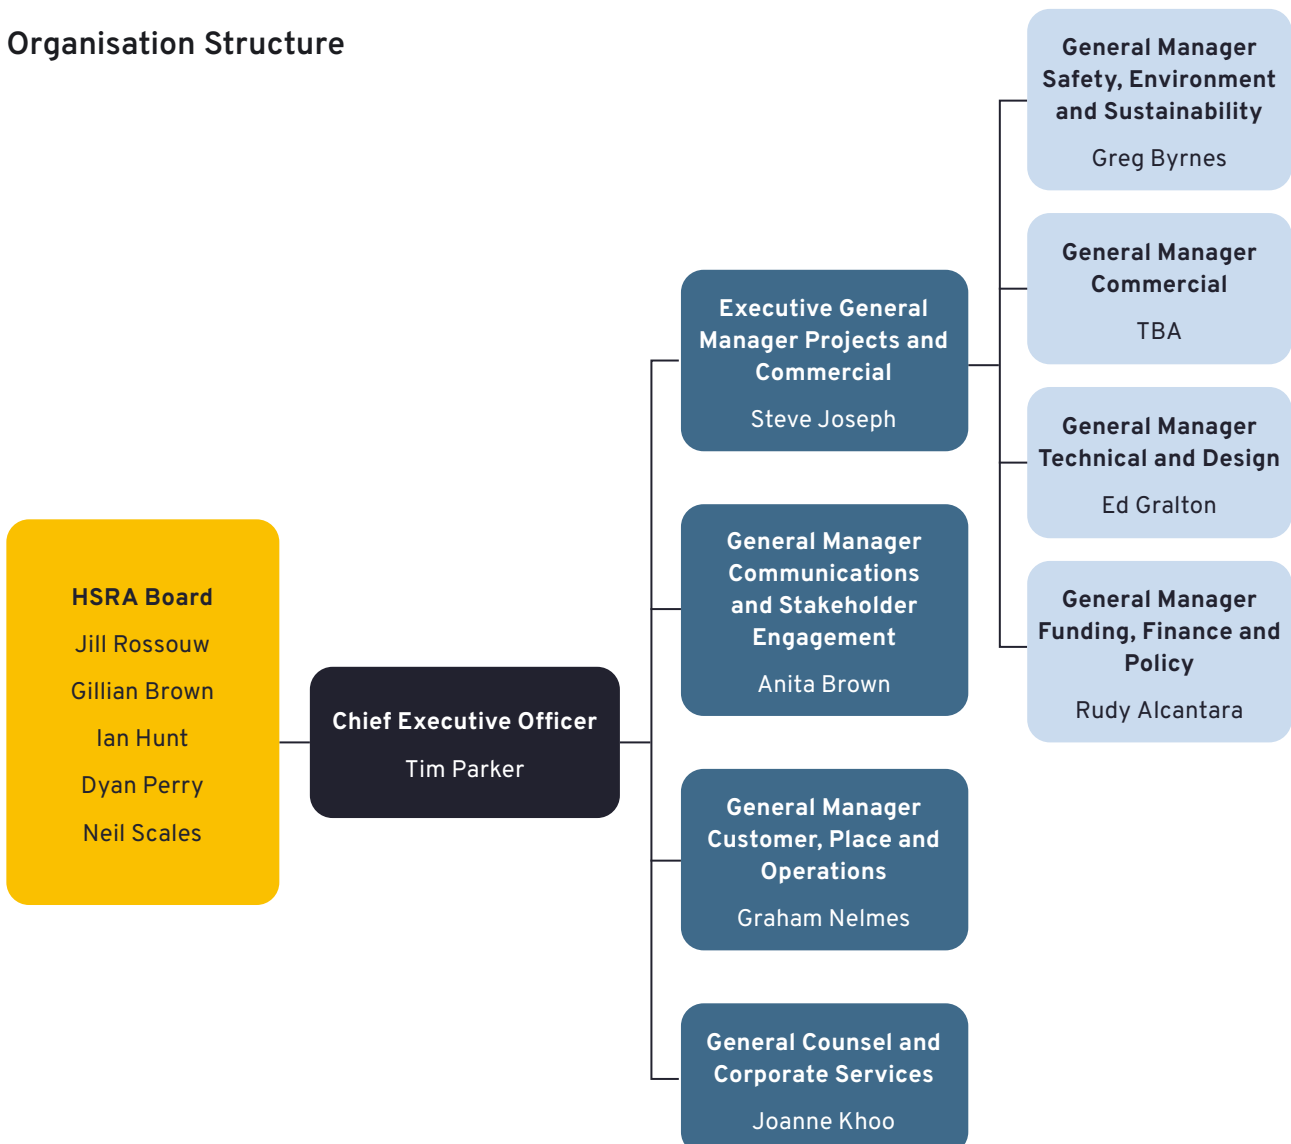 Organisation Structure
HSRA Board
Jill Rossouw
Gillian Brown
Ian Hunt
Dyan Perry
Neil Scales
Chief Executive Officer
Tim Parker
Executive General
Manager Projects and
Commercial
Steve Joseph
General Manager
Communications
and Stakeholder
Engagement
Anita Brown
General Manager
Customer, Place and
Operations
Graham Nelmes
General Counsel and
Corporate Services
Joanne Khoo
General Manager
Safety, Environment
and Sustainability
Greg Byrnes
General Manager
Commercial
TBA
General Manager
Technical and Design
Ed Gralton
General Manager
Funding, Finance and
Policy
Rudy Alcantara